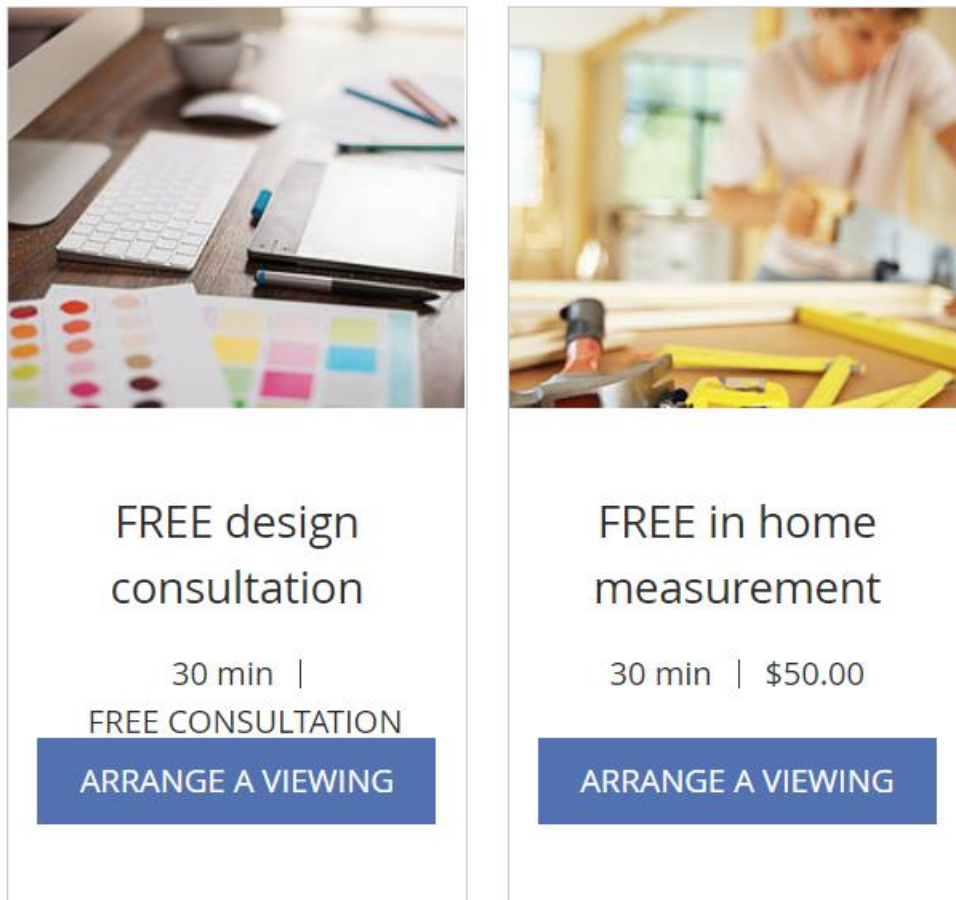 FREE design
consultation
30 min |
FREE CONSULTATION
ARRANGE A VIEWING
FREE in home
measurement
30 min | $50.00
ARRANGE A VIEWING